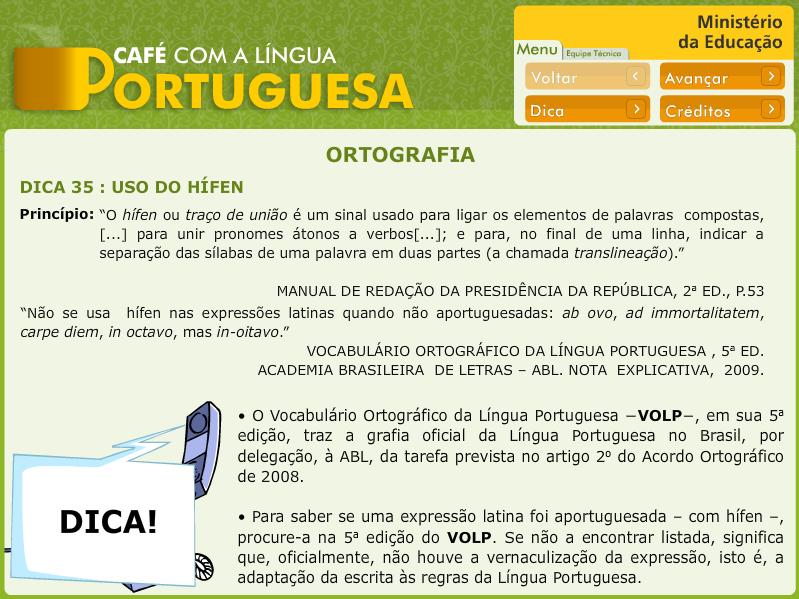 Ministério
da Educação
CAFÉ COM A LÍNGUA
PORTUGUESA
Menu
Equipe Técnica
Voltar
Avançar
Dica
Créditos
ORTOGRAFIA
DICA 35 : USO DO HÍFEN
Princípio: “O hífen ou traço de união é um sinal usado para ligar os elementos de palavras compostas,
[...] para unir pronomes átonos a verbos[...]; e para, no final de uma linha, indicar a
separação das sílabas de uma palavra em duas partes (a chamada translineação).”
MANUAL DE REDAÇÃO DA PRESIDÊNCIA DA REPÚBLICA, 2ª ED., P.53
“Não se usa hífen nas expressões latinas quando não aportuguesadas: ab ovo, ad immortalitatem,
carpe diem, in octavo, mas in-oitavo.”
VOCABULÁRIO ORTOGRÁFICO DA LÍNGUA PORTUGUESA , 5ª ED.
ACADEMIA BRASILEIRA DE LETRAS – ABL. NOTA EXPLICATIVA, 2009.
• O Vocabulário Ortográfico da Língua Portuguesa −VOLP−, em sua 5ª
edição, traz a grafia oficial da Língua Portuguesa no Brasil, por
delegação, à ABL, da tarefa prevista no artigo 2º do Acordo Ortográfico
de 2008.
DICA!
• Para saber se uma expressão latina foi aportuguesada – com hífen –,
procure-a na 5ª edição do VOLP. Se não a encontrar listada, significa
que, oficialmente, não houve a vernaculização da expressão, isto é, a
adaptação da escrita às regras da Língua Portuguesa.